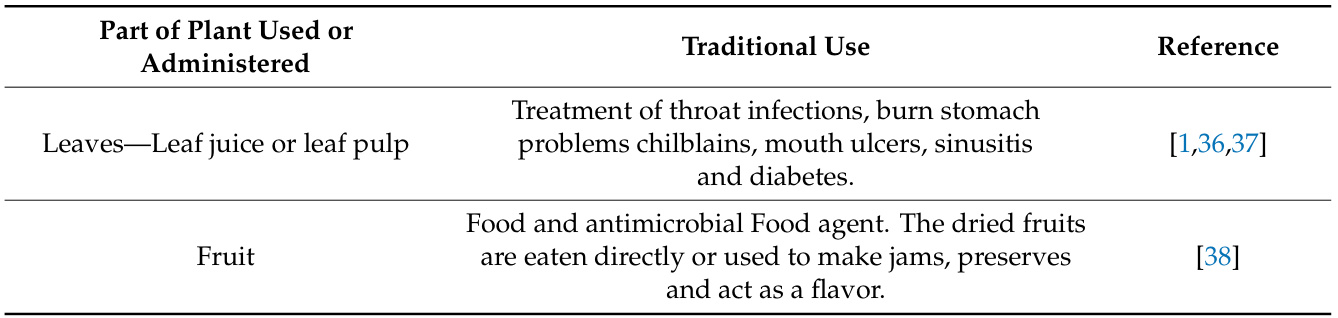 Part of Plant Used or
Administered
Traditional Use
Reference
Leaves—Leaf juice or leaf pulp
Treatment of throat infections, burn stomach
problems chilblains, mouth ulcers, sinusitis
and diabetes.
[1,36,37]
Fruit
Food and antimicrobial Food agent. The dried fruits
are eaten directly or used to make jams, preserves
and act as a flavor.
[38]